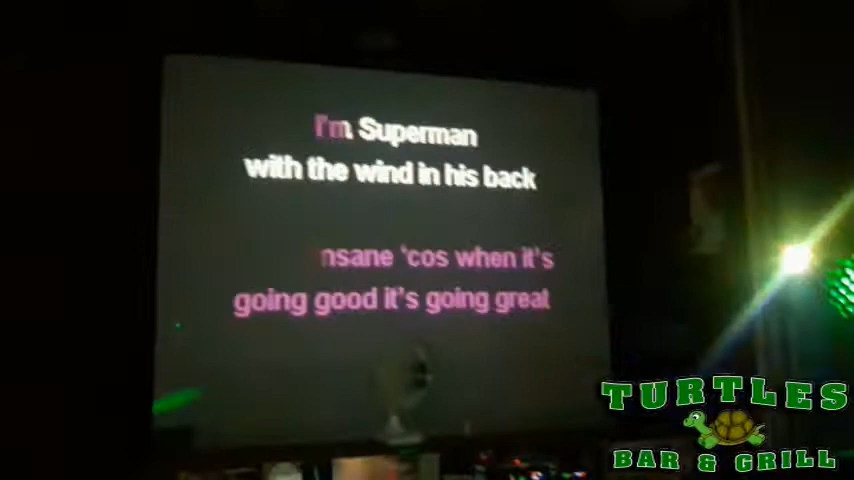 I'm Superman
with the wind in his back
nsane 'cos when it's
going good it's going great
TURTLES
BAR & GRILL